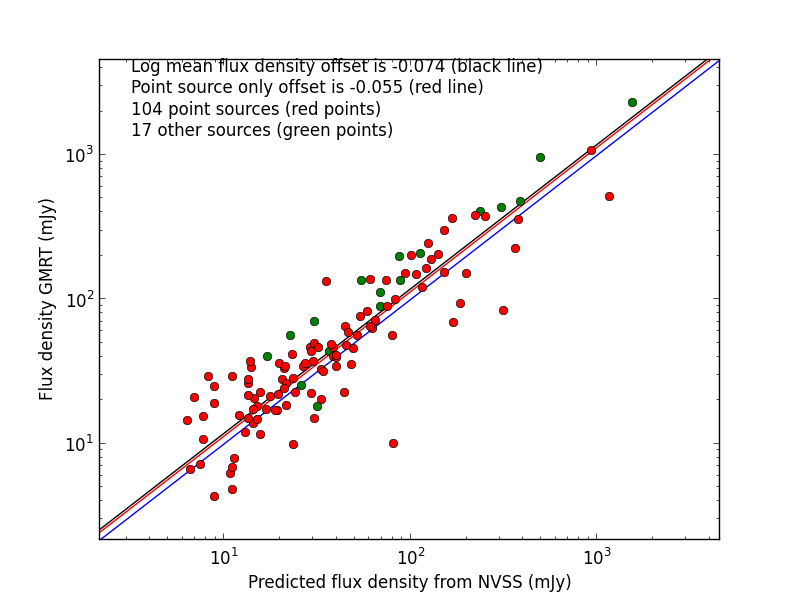 Log mean flux density offset is -0.074 (black line)
Point source only offset is -0.055 (red line)
104 point sources (red points)
17 other sources (green points)
Flux density GMRT (mJy)
10³
10²
10¹
10¹ 10² 10³
Predicted flux density from NVSS (mJy)